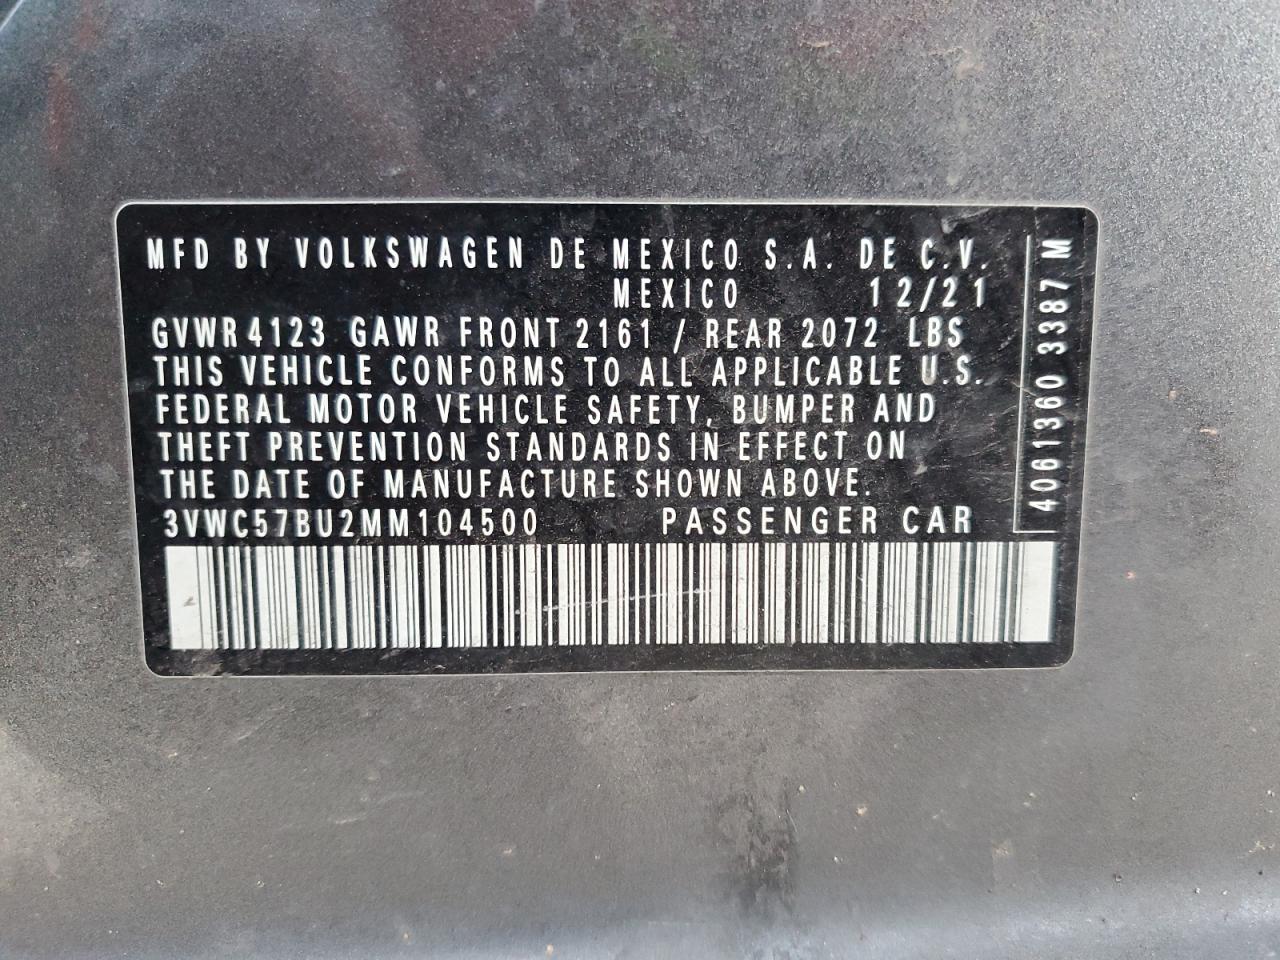 MFD BY VOLKSWAGEN DE MEXICO S.A. DE C.V.
MEXICO 12/21
GVWR 4123 GAWR FRONT 2161 / REAR 2072 LBS
THIS VEHICLE CONFORMS TO ALL APPLICABLE U.S.
FEDERAL MOTOR VEHICLE SAFETY, BUMPER AND
THEFT PREVENTION STANDARDS IN EFFECT ON
THE DATE OF MANUFACTURE SHOWN ABOVE.
3VWC57BU2MM104500 PASSENGER CAR
4061360 3387 M